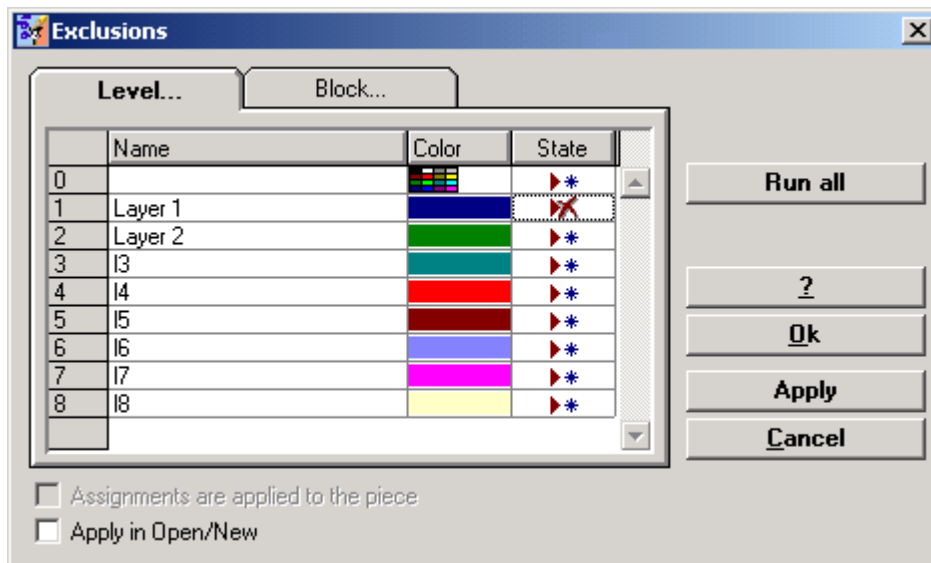 Exclusions
Level... Block...
Name Color State
0
1 Layer 1
2 Layer 2
3 l3
4 l4
5 l5
6 l6
7 l7
8 l8
Run all
?
Ok
Apply
Cancel
Assignments are applied to the piece
Apply in Open/New